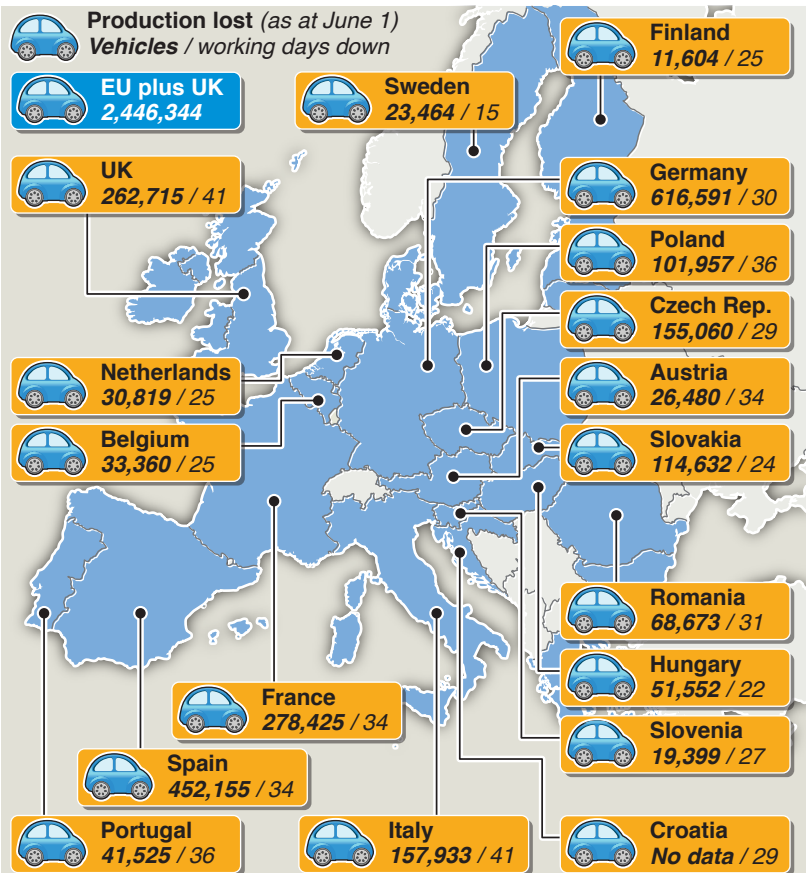 Production lost (as at June 1)
Vehicles / working days down
EU plus UK
2,446,344
Finland
11,604 / 25
Sweden
23,464 / 15
UK
262,715 / 41
Germany
616,591 / 30
Poland
101,957 / 36
Czech Rep.
155,060 / 29
Netherlands
30,819 / 25
Austria
26,480 / 34
Belgium
33,360 / 25
Slovakia
114,632 / 24
Romania
68,673 / 31
Hungary
51,552 / 22
France
278,425 / 34
Slovenia
19,399 / 27
Spain
452,155 / 34
Portugal
41,525 / 36
Italy
157,933 / 41
Croatia
No data / 29